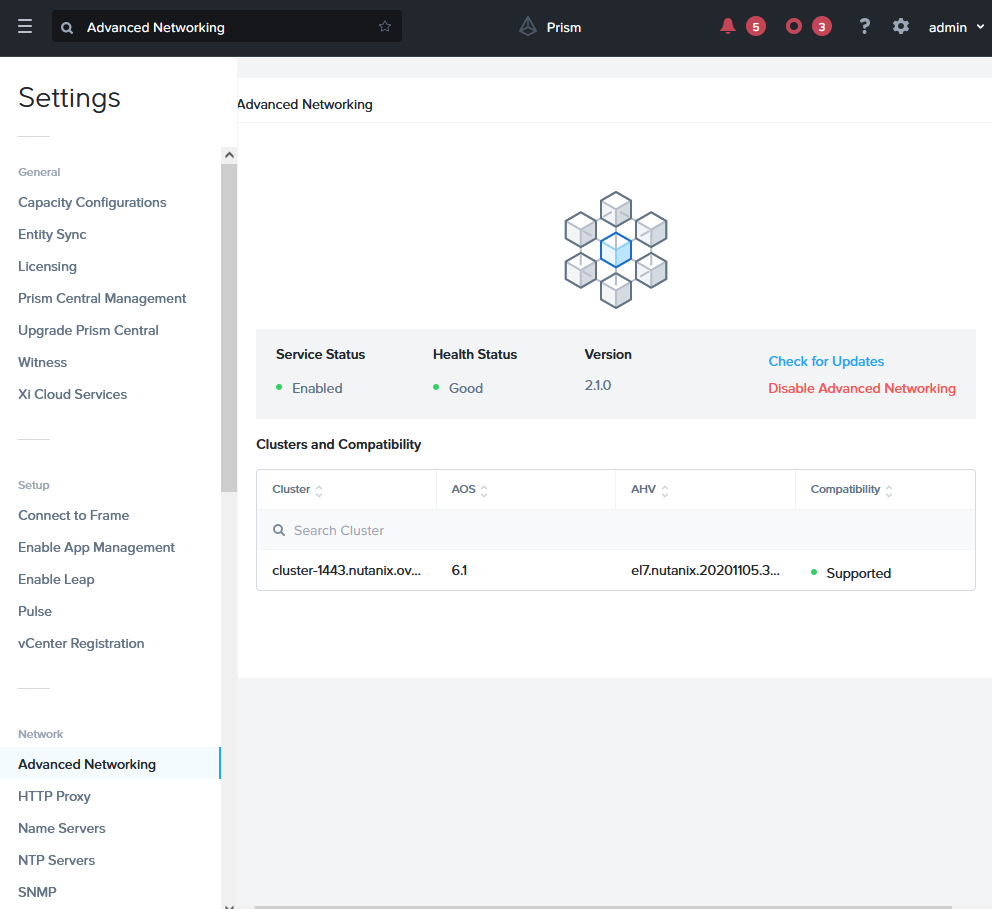 Advanced Networking
Prism
5
3
?
admin
Settings
General
Capacity Configurations
Entity Sync
Licensing
Prism Central Management
Upgrade Prism Central
Witness
Xi Cloud Services
Setup
Connect to Frame
Enable App Management
Enable Leap
Pulse
vCenter Registration
Network
Advanced Networking
HTTP Proxy
Name Servers
NTP Servers
SNMP
Advanced Networking
Service Status Health Status Version
Enabled Good 2.1.0
Check for Updates
Disable Advanced Networking
Clusters and Compatibility
Cluster AOS AHV Compatibility
Search Cluster
cluster-1443.nutanix.ov... 6.1 el7.nutanix.20201105.3... Supported